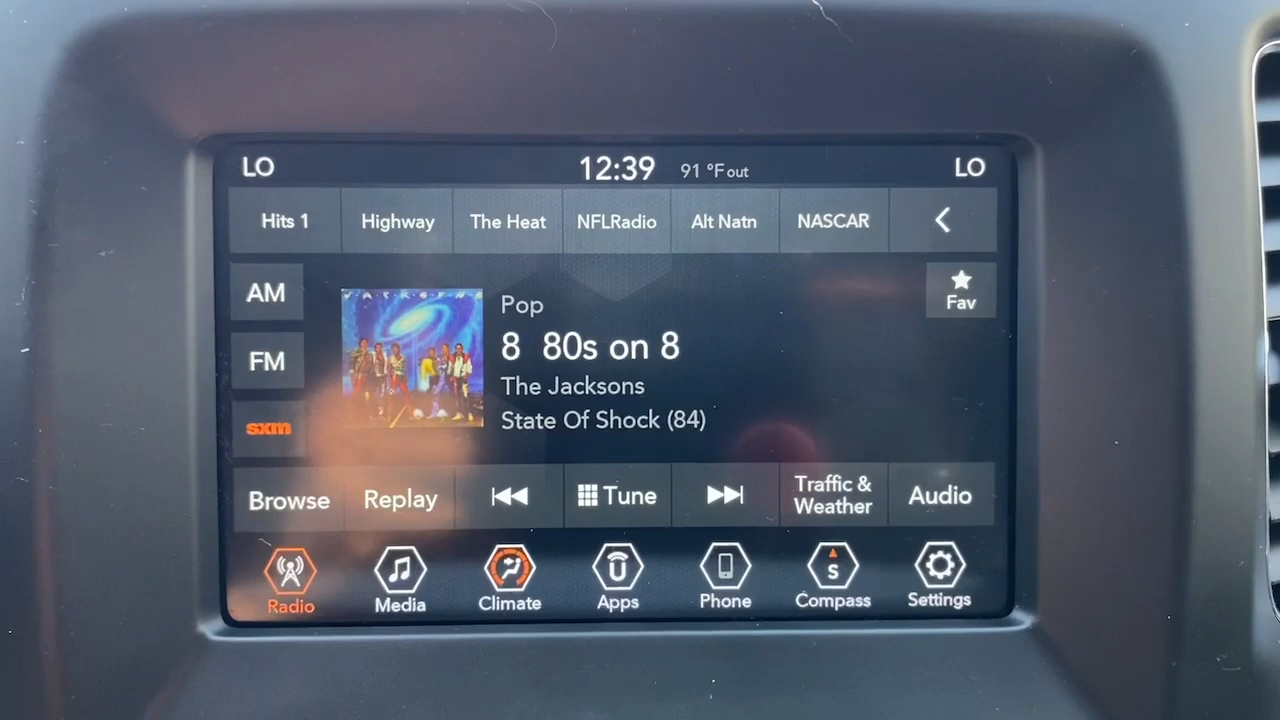 LO 12:39 91 °F out LO
Hits 1 Highway The Heat NFLRadio Alt Natn NASCAR
AM
FM
sxm
JACKSONS
Pop
8 80s on 8
The Jacksons
State Of Shock (84)
Fav
Browse Replay Tune Traffic & Weather Audio
Radio Media Climate Apps Phone S Compass Settings